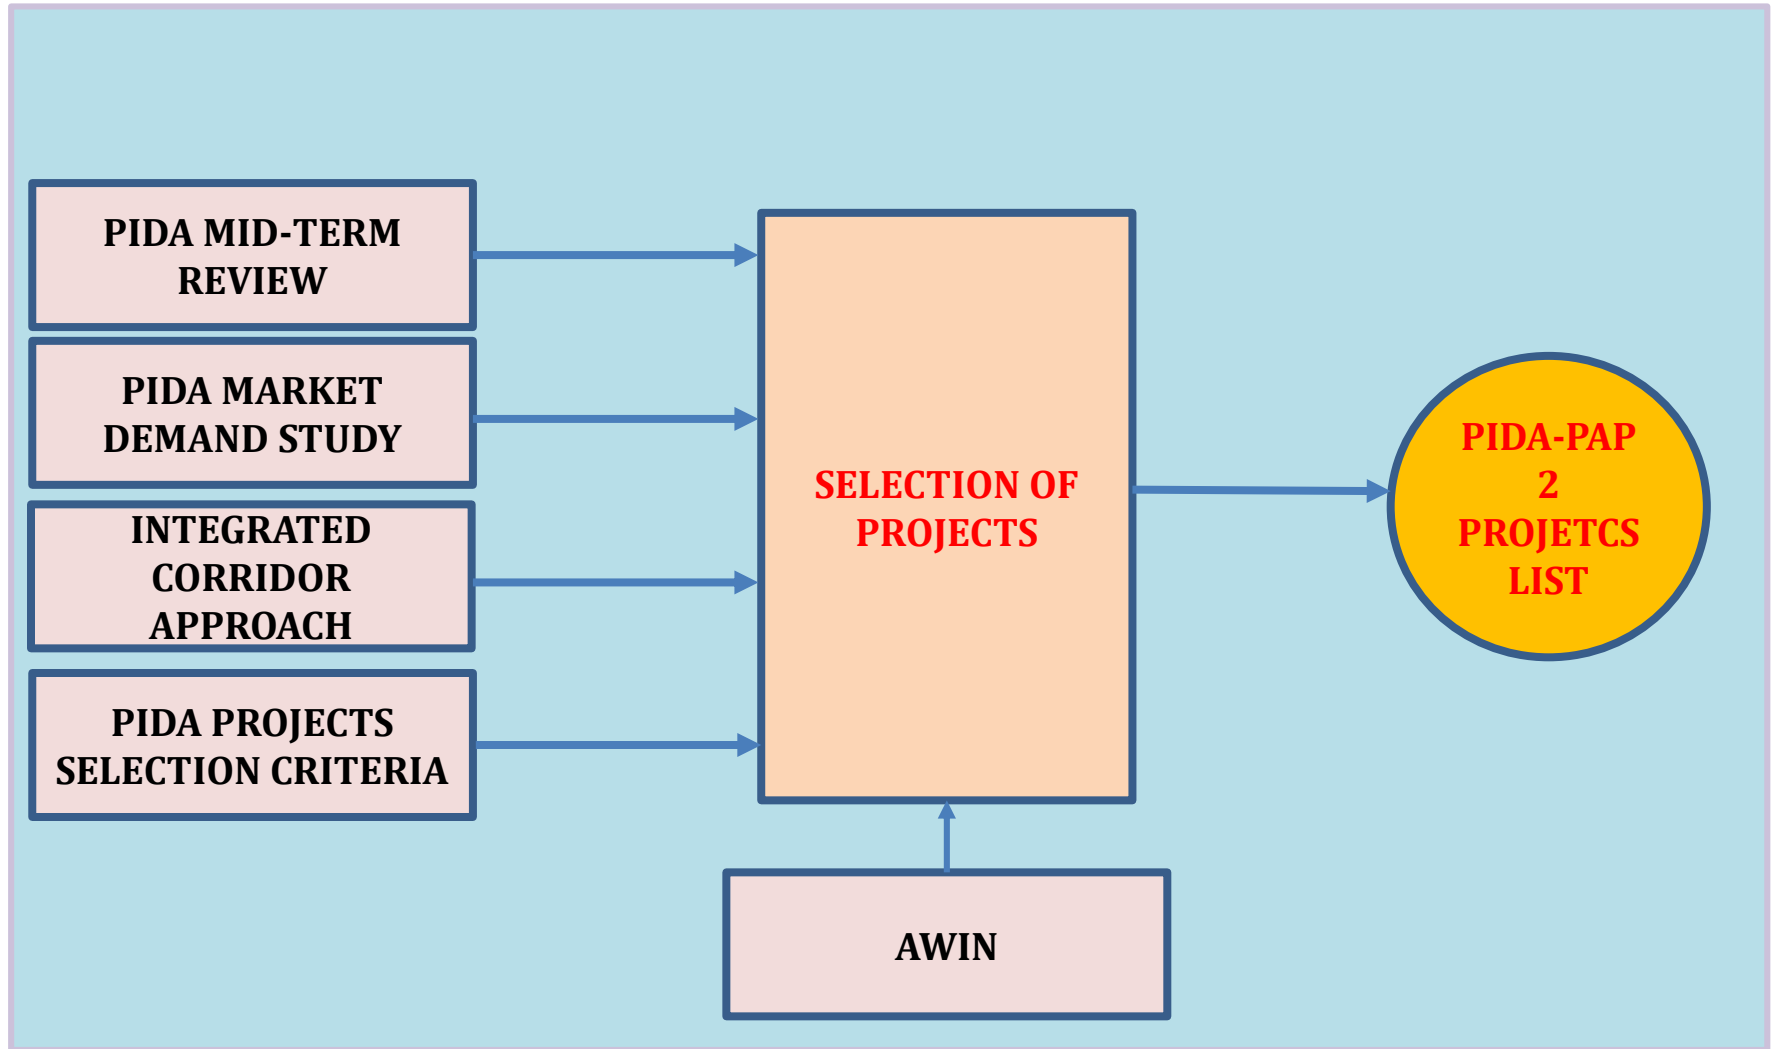 PIDA MID-TERM
REVIEW
PIDA MARKET
DEMAND STUDY
INTEGRATED
CORRIDOR
APPROACH
PIDA PROJECTS
SELECTION CRITERIA
SELECTION OF
PROJECTS
AWIN
PIDA-PAP
2
PROJETCS
LIST